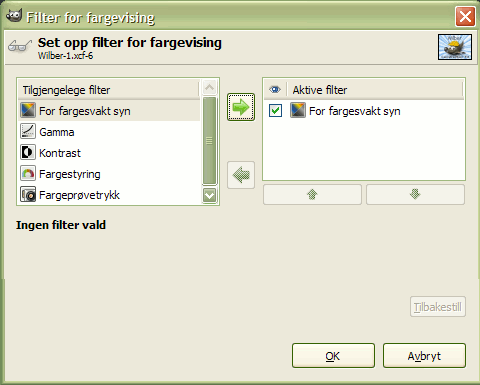 Filter for fargevising
Set opp filter for fargevising
Wilber-1.xcf-6
Tilgjengelege filter
For fargesvakt syn
Gamma
Kontrast
Fargestyring
Fargeprøvetrykk
Aktive filter
For fargesvakt syn
Ingen filter vald
Tilbakestill
OK
Avbryt